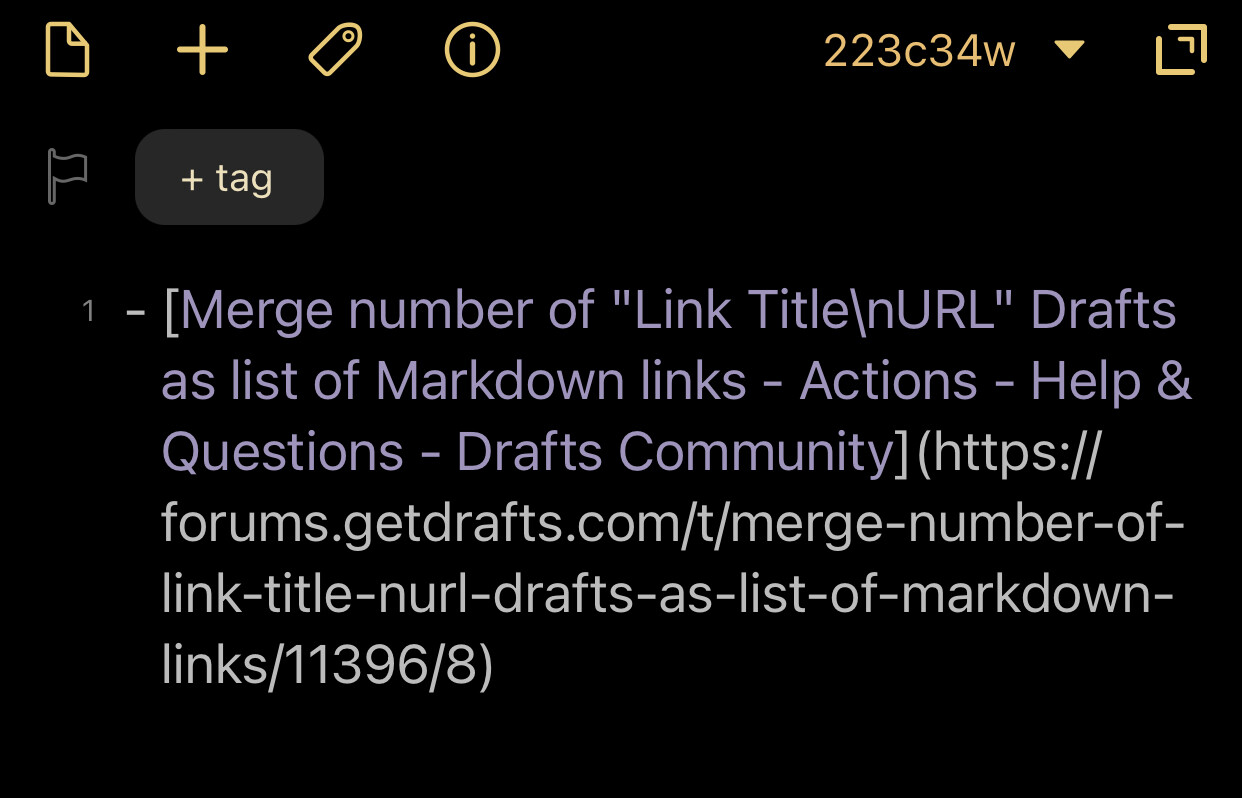 223c34w
+ tag
1 - [Merge number of "Link Title\nURL" Drafts
as list of Markdown links - Actions - Help &
Questions - Drafts Community](https://
forums.getdrafts.com/t/merge-number-of-
link-title-nurl-drafts-as-list-of-markdown-
links/11396/8)